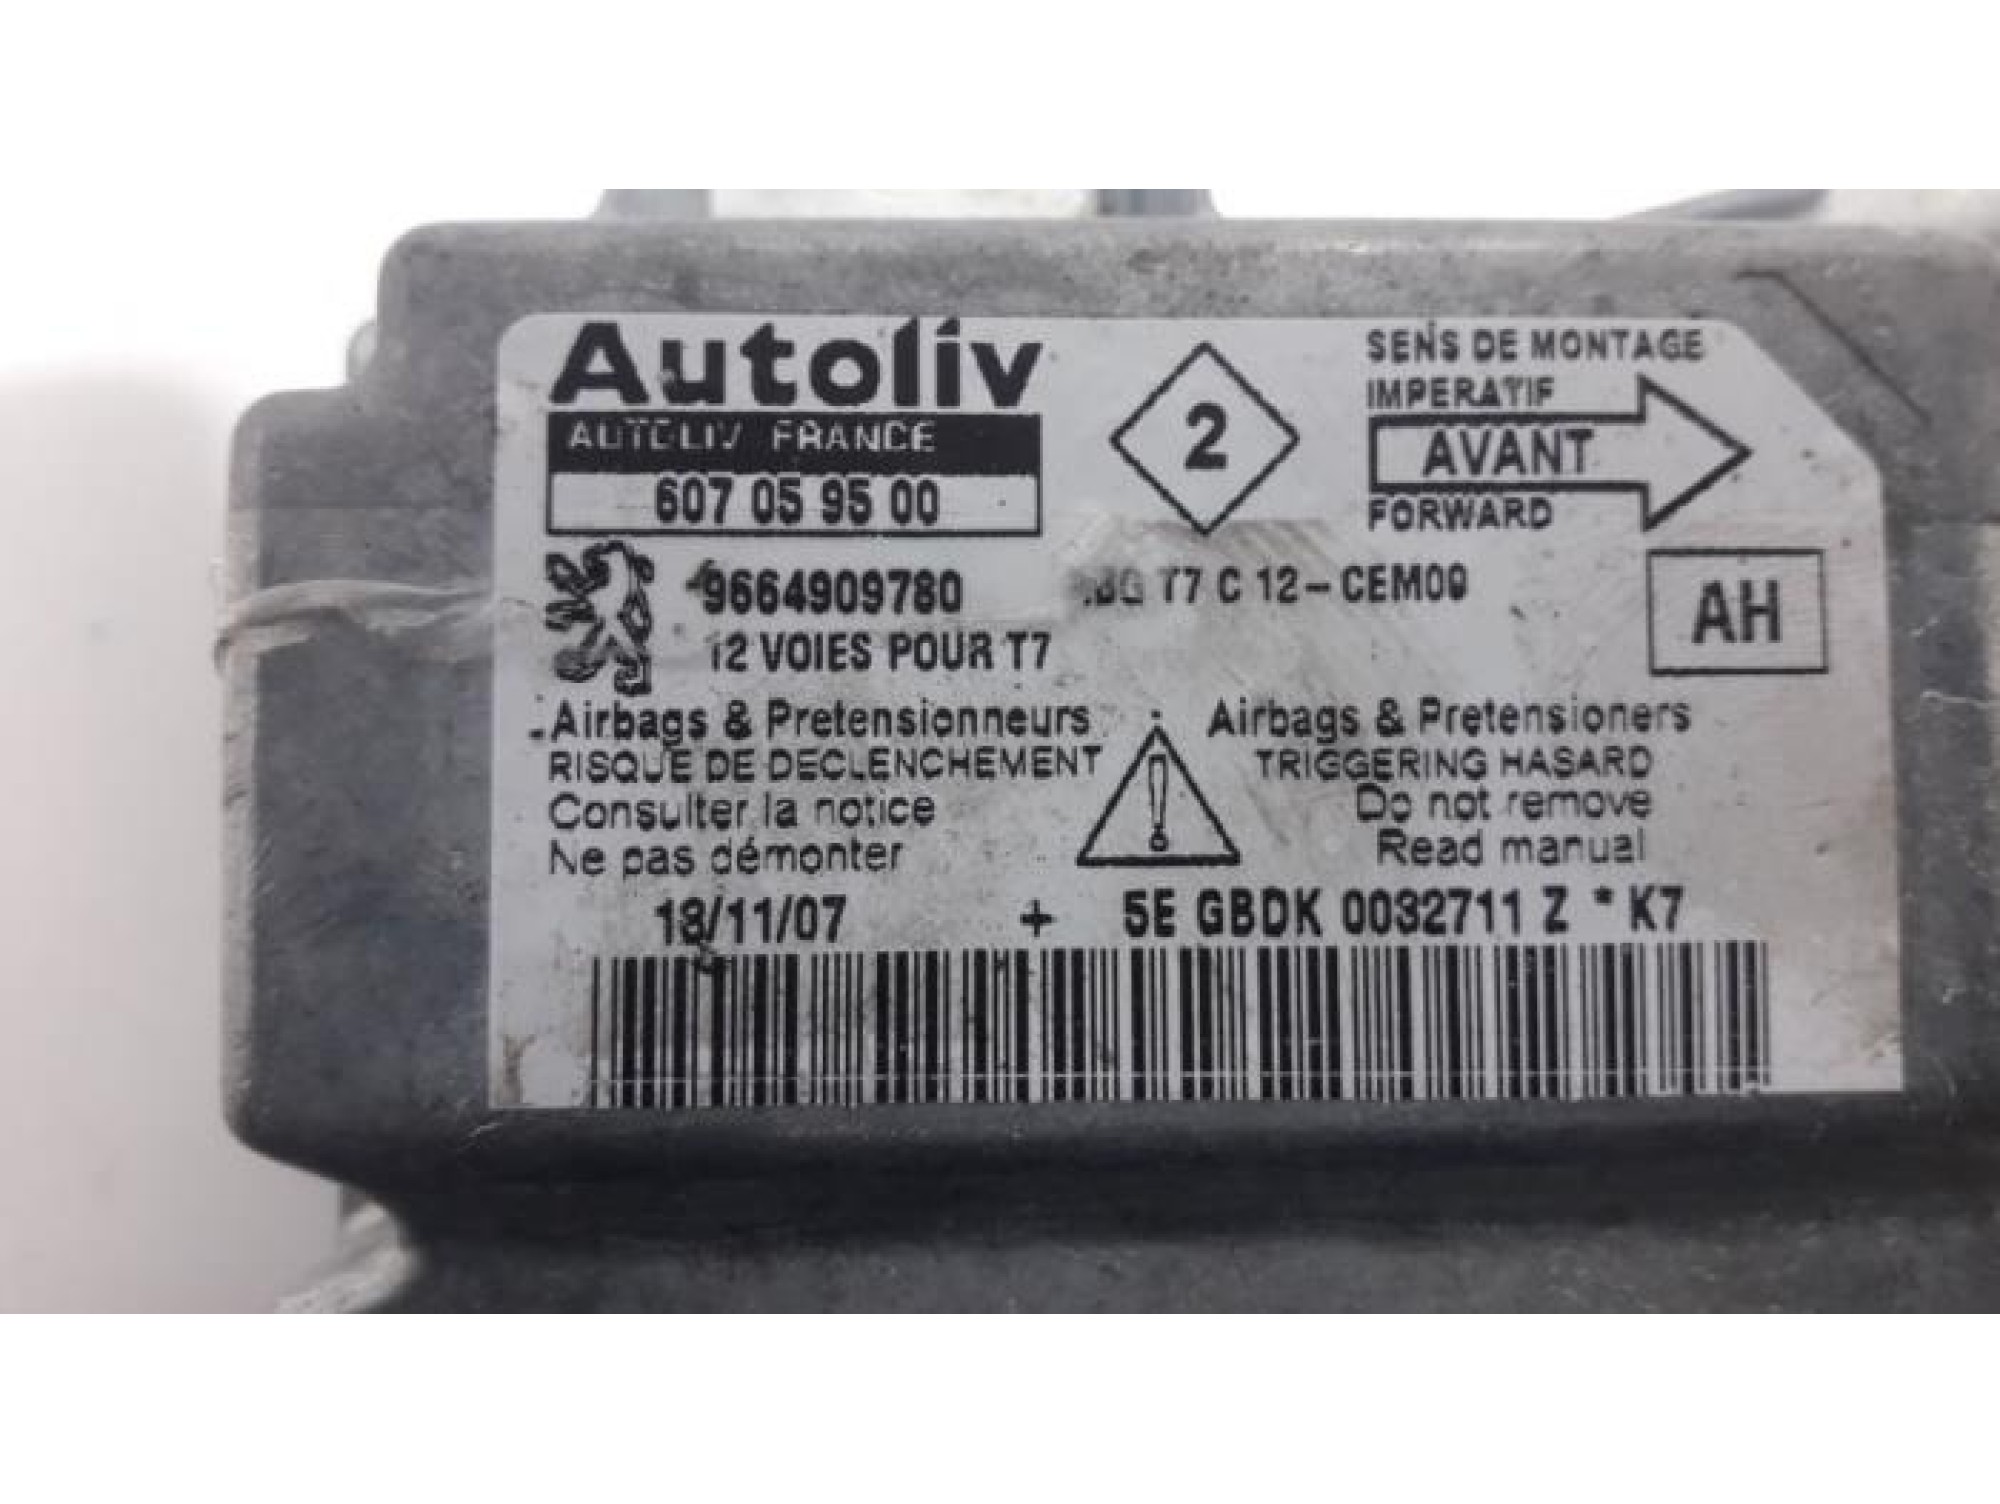 Autoliv
AUTOLIV FRANCE
607 05 95 00
2
SENS DE MONTAGE
IMPERATIF
AVANT
FORWARD
9664909780
T7 C 12-CEM09
12 VOIES POUR T7
AH
Airbags & Pretensionneurs
RISQUE DE DECLENCHEMENT
Consulter la notice
Ne pas démonter
Airbags & Pretensioners
TRIGGERING HASARD
Do not remove
Read manual
18/11/07 + 5E GBDK 0032711 Z * K7